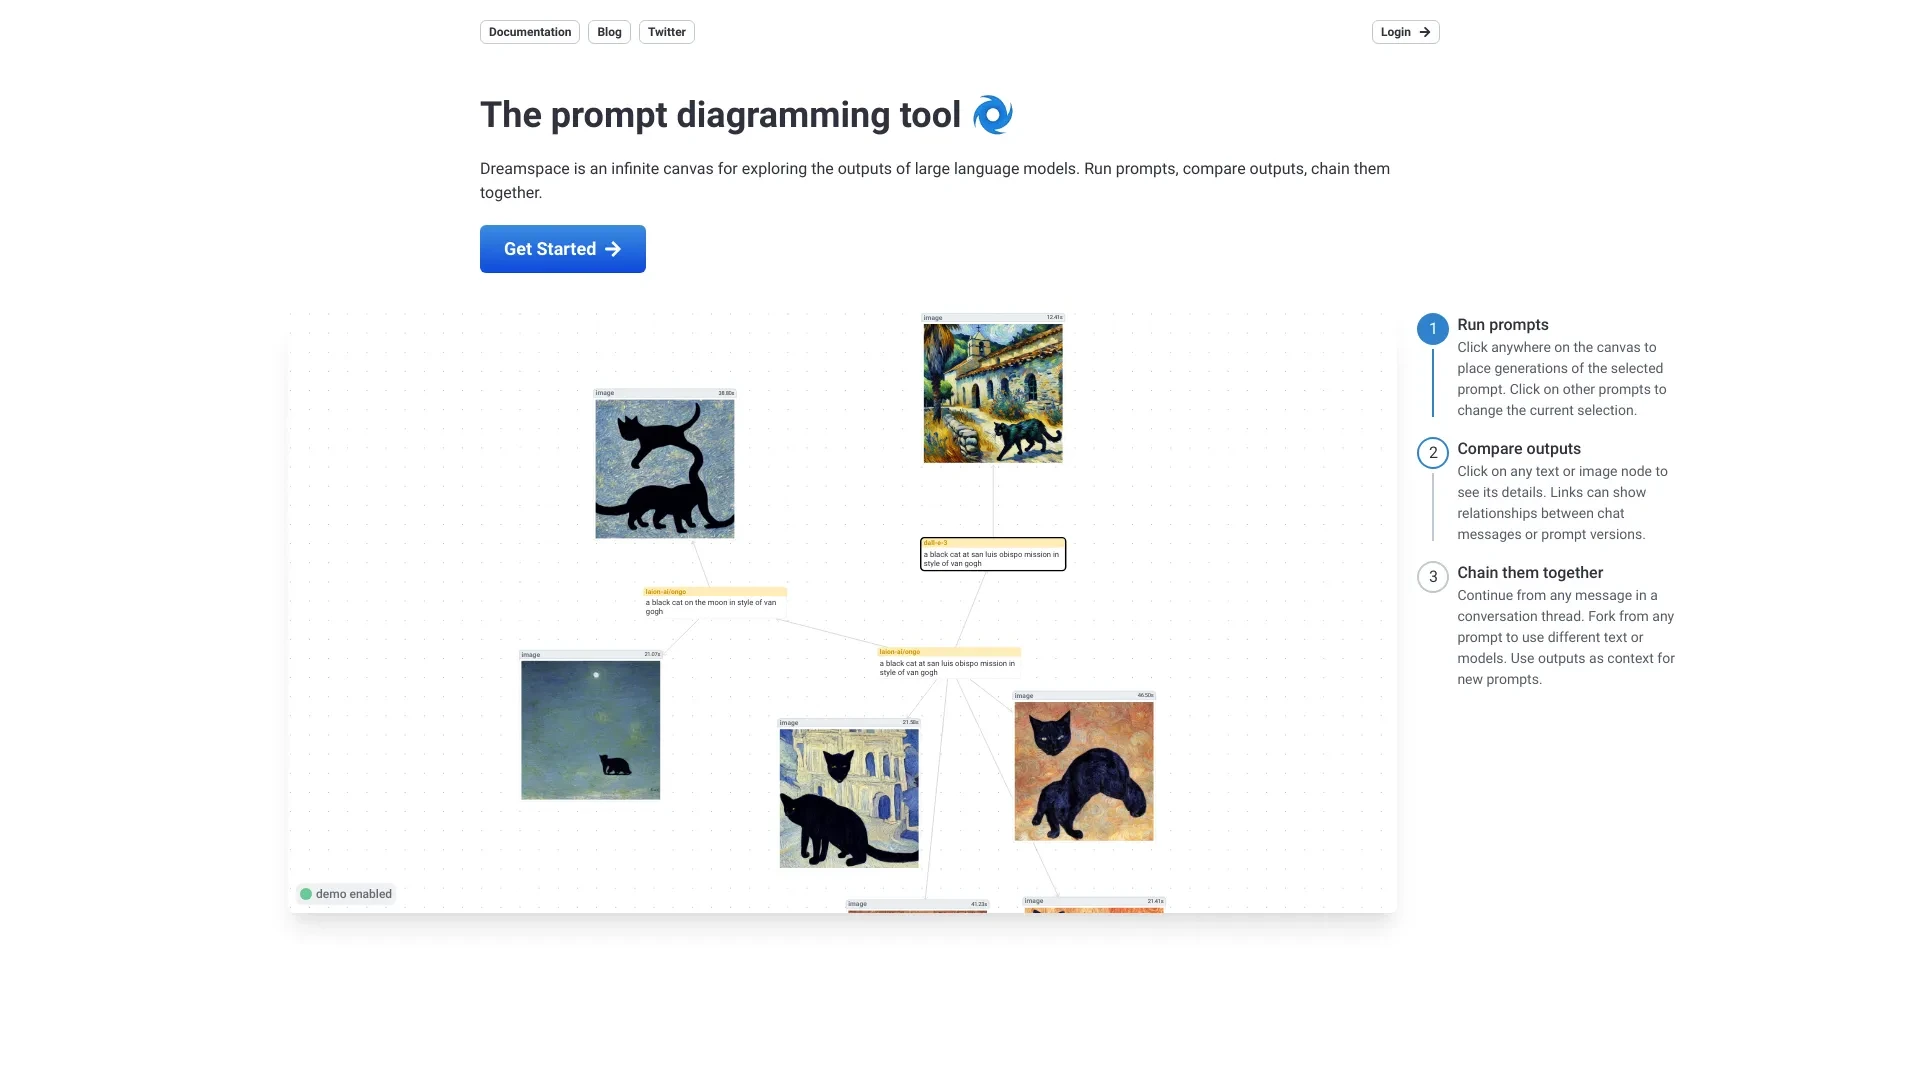 Documentation
Blog
Twitter
Login
The prompt diagramming tool
Dreamspace is an infinite canvas for exploring the outputs of large language models. Run prompts, compare outputs, chain them
together.
Get Started
image 12.41s
image 38.80s
dall-e-3
a black cat at san luis obispo mission in
style of van gogh
laion-ai/ongo
a black cat on the moon in style of van
gogh
laion-ai/ongo
a black cat at san luis obispo mission in
style of van gogh
image 21.07s
image 46.50s
image 21.58s
image 41.23s
image 21.41s
demo enabled
1
Run prompts
Click anywhere on the canvas to
place generations of the selected
prompt. Click on other prompts to
change the current selection.
2
Compare outputs
Click on any text or image node to
see its details. Links can show
relationships between chat
messages or prompt versions.
3
Chain them together
Continue from any message in a
conversation thread. Fork from any
prompt to use different text or
models. Use outputs as context for
new prompts.